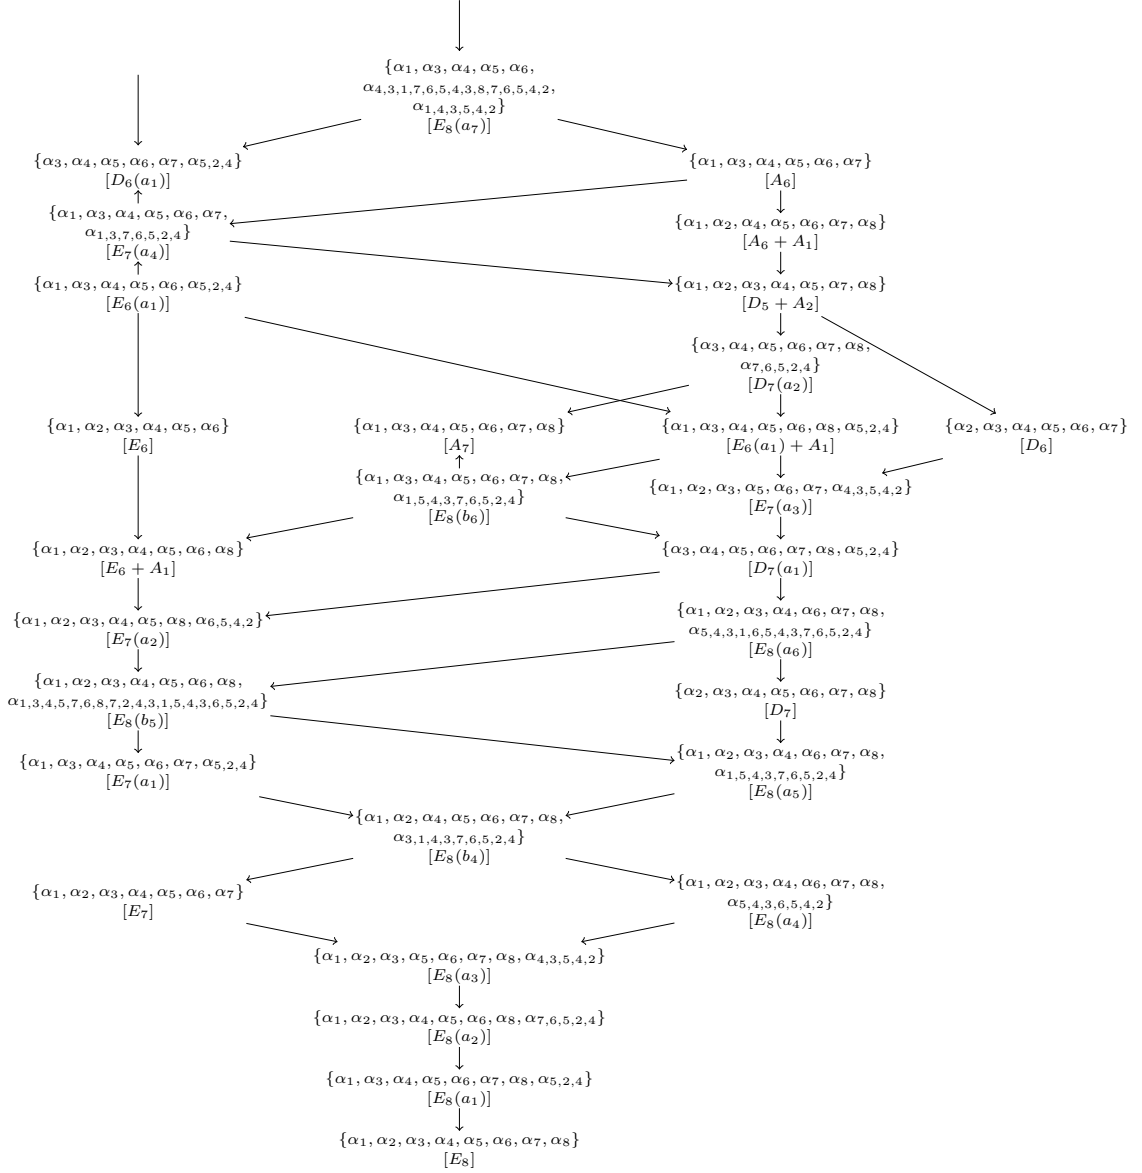 {α1, α3, α4, α5, α6,
α4,3,1,7,6,5,4,3,8,7,6,5,4,2,
α1,4,3,5,4,2}
[E8(a7)]
{α3, α4, α5, α6, α7, α5,2,4}
[D6(a1)]
{α1, α3, α4, α5, α6, α7}
[A6]
{α1, α3, α4, α5, α6, α7,
α1,3,7,6,5,2,4}
[E7(a4)]
{α1, α2, α4, α5, α6, α7, α8}
[A6 + A1]
{α1, α3, α4, α5, α6, α5,2,4}
[E6(a1)]
{α1, α2, α3, α4, α5, α7, α8}
[D5 + A2]
{α3, α4, α5, α6, α7, α8,
α7,6,5,2,4}
[D7(a2)]
{α1, α2, α3, α4, α5, α6}
[E6]
{α1, α3, α4, α5, α6, α7, α8}
[A7]
{α1, α3, α4, α5, α6, α8, α5,2,4}
[E6(a1) + A1]
{α2, α3, α4, α5, α6, α7}
[D6]
{α1, α3, α4, α5, α6, α7, α8,
α1,5,4,3,7,6,5,2,4}
[E8(b6)]
{α1, α2, α3, α5, α6, α7, α4,3,5,4,2}
[E7(a3)]
{α1, α2, α3, α4, α5, α6, α8}
[E6 + A1]
{α3, α4, α5, α6, α7, α8, α5,2,4}
[D7(a1)]
{α1, α2, α3, α4, α5, α8, α6,5,4,2}
[E7(a2)]
{α1, α2, α3, α4, α6, α7, α8,
α5,4,3,1,6,5,4,3,7,6,5,2,4}
[E8(a6)]
{α1, α2, α3, α4, α5, α6, α8,
α1,3,4,5,7,6,8,7,2,4,3,1,5,4,3,6,5,2,4}
[E8(b5)]
{α2, α3, α4, α5, α6, α7, α8}
[D7]
{α1, α3, α4, α5, α6, α7, α5,2,4}
[E7(a1)]
{α1, α2, α3, α4, α6, α7, α8,
α1,5,4,3,7,6,5,2,4}
[E8(a5)]
{α1, α2, α4, α5, α6, α7, α8,
α3,1,4,3,7,6,5,2,4}
[E8(b4)]
{α1, α2, α3, α4, α5, α6, α7}
[E7]
{α1, α2, α3, α4, α6, α7, α8,
α5,4,3,6,5,4,2}
[E8(a4)]
{α1, α2, α3, α5, α6, α7, α8, α4,3,5,4,2}
[E8(a3)]
{α1, α2, α3, α4, α5, α6, α8, α7,6,5,2,4}
[E8(a2)]
{α1, α3, α4, α5, α6, α7, α8, α5,2,4}
[E8(a1)]
{α1, α2, α3, α4, α5, α6, α7, α8}
[E8]